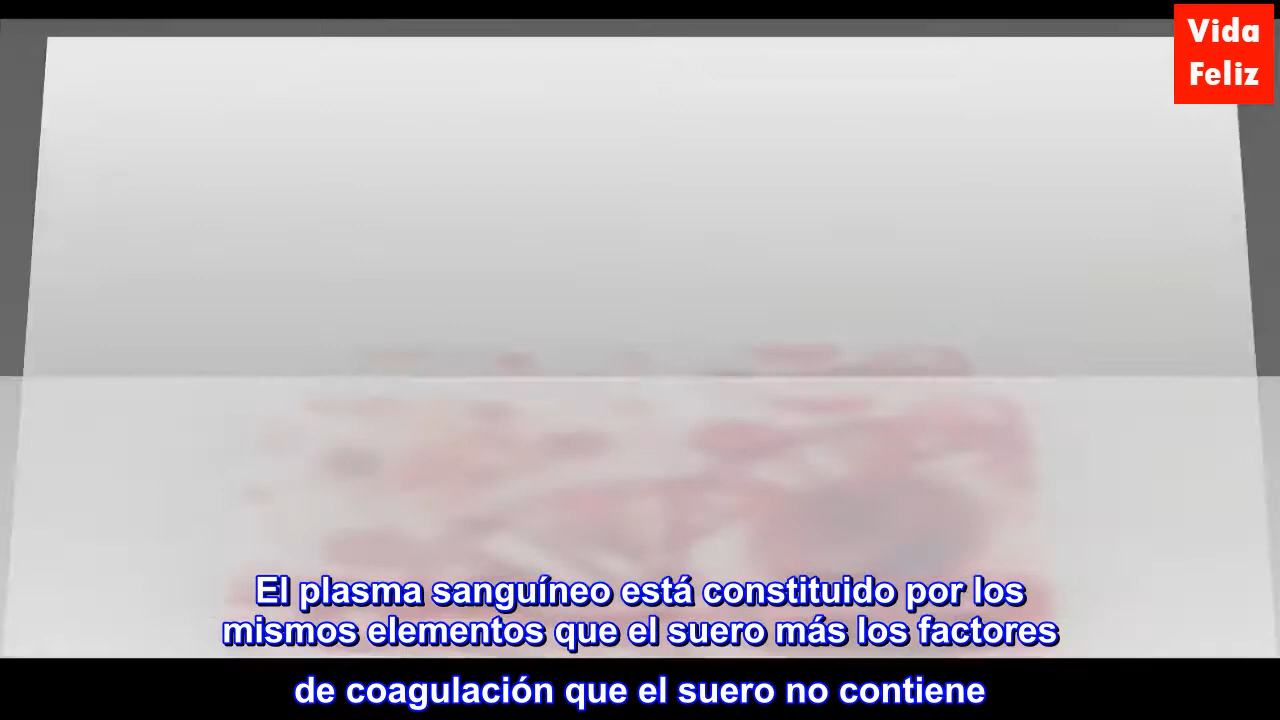 Vida
Feliz
El plasma sanguíneo está constituido por los
mismos elementos que el suero más los factores
de coagulación que el suero no contiene